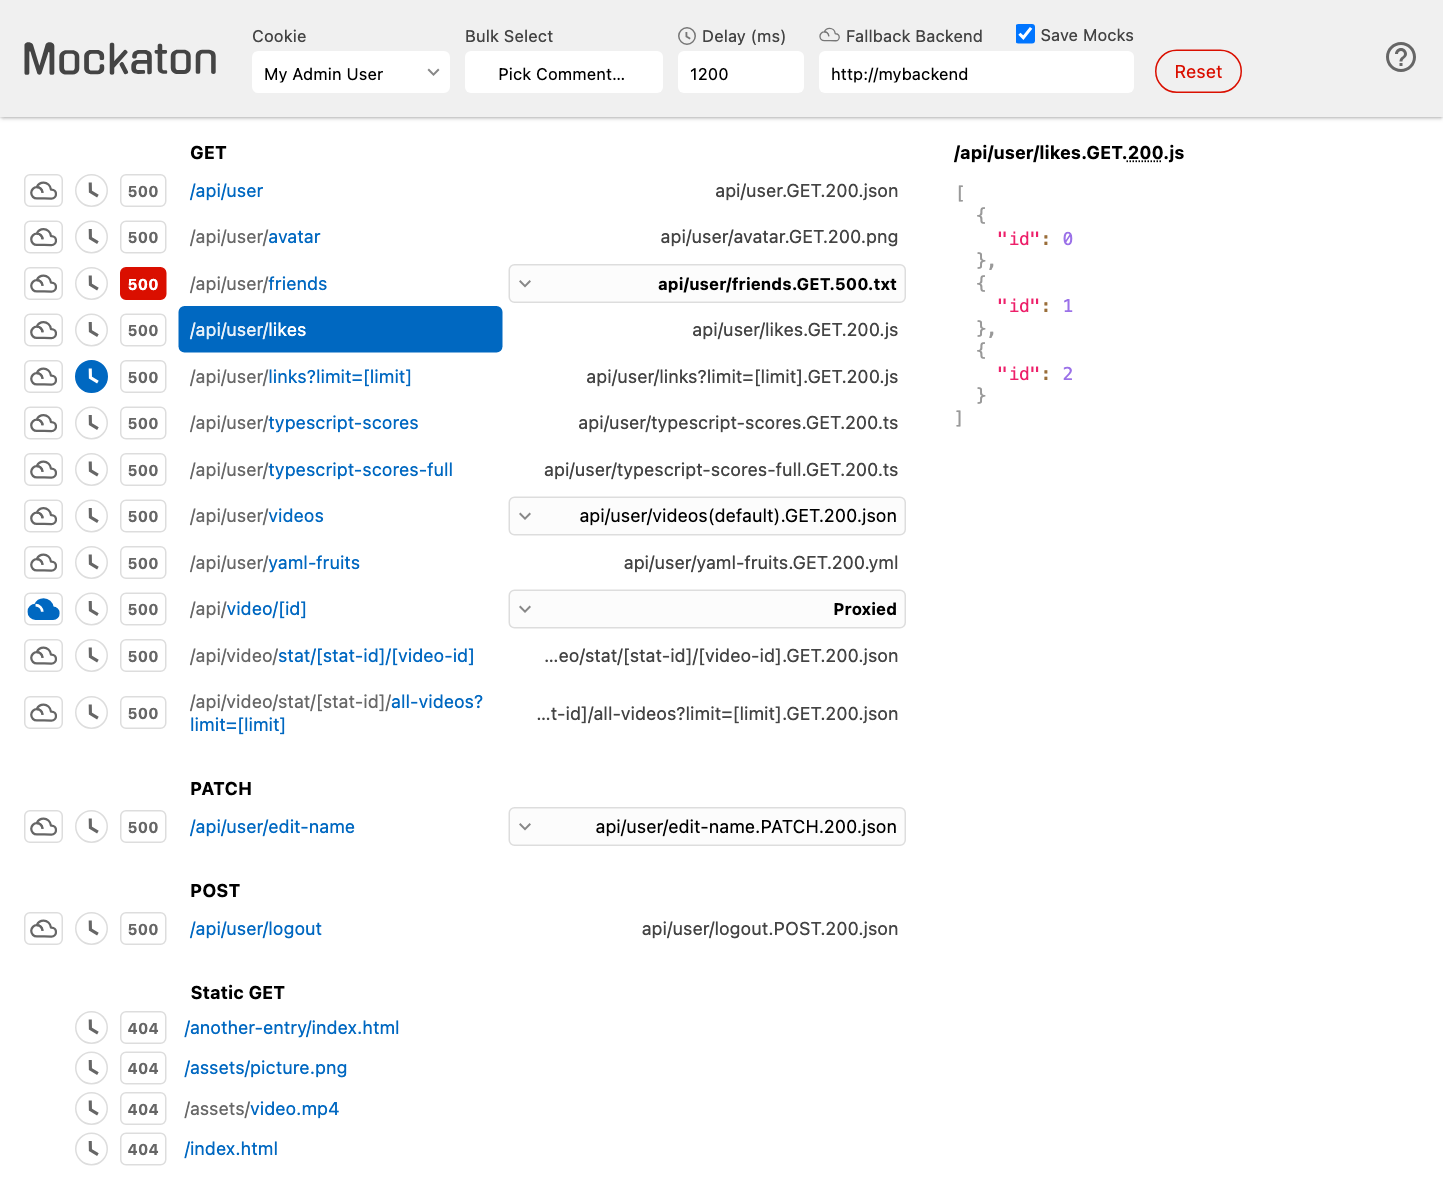 Mockaton
Cookie
My Admin User
Bulk Select
Pick Comment...
Delay (ms)
1200
Fallback Backend
Save Mocks
http://mybackend
Reset
?
GET
500 /api/user api/user.GET.200.json
500 /api/user/avatar api/user/avatar.GET.200.png
500 /api/user/friends api/user/friends.GET.500.txt
500 /api/user/likes api/user/likes.GET.200.js
500 /api/user/links?limit=[limit] api/user/links?limit=[limit].GET.200.js
500 /api/user/typescript-scores api/user/typescript-scores.GET.200.ts
500 /api/user/typescript-scores-full api/user/typescript-scores-full.GET.200.ts
500 /api/user/videos api/user/videos(default).GET.200.json
500 /api/user/yaml-fruits api/user/yaml-fruits.GET.200.yml
500 /api/video/[id] Proxied
500 /api/video/stat/[stat-id]/[video-id] ...eo/stat/[stat-id]/[video-id].GET.200.json
500 /api/video/stat/[stat-id]/all-videos?
limit=[limit] ...t-id]/all-videos?limit=[limit].GET.200.json
PATCH
500 /api/user/edit-name api/user/edit-name.PATCH.200.json
POST
500 /api/user/logout api/user/logout.POST.200.json
Static GET
404 /another-entry/index.html
404 /assets/picture.png
404 /assets/video.mp4
404 /index.html
/api/user/likes.GET.200.js
[
{
"id": 0
},
{
"id": 1
},
{
"id": 2
}
]